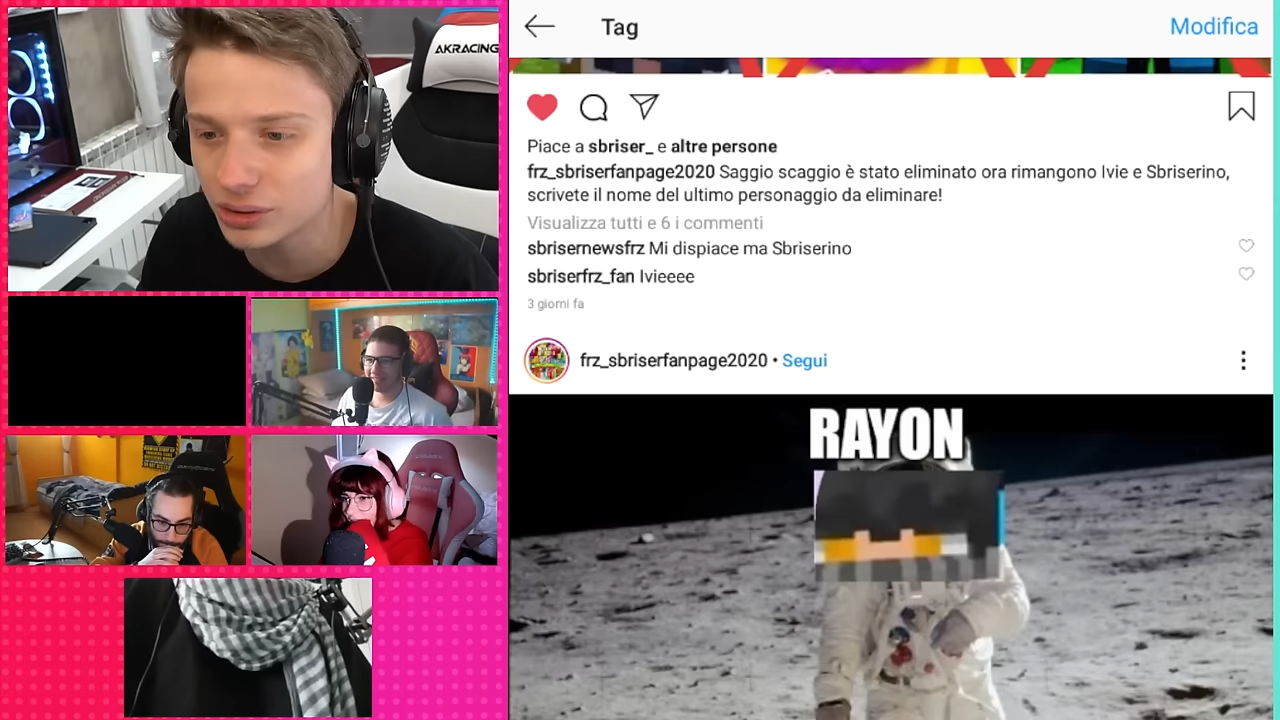 AKRACING
Tag
Modifica
Piace a sbriser_ e altre persone
frz_sbriserfanpage2020 Saggio scaggio è stato eliminato ora rimangono Ivie e Sbriserino,
scrivete il nome del ultimo personaggio da eliminare!
Visualizza tutti e 6 i commenti
sbrisernewsfrz Mi dispiace ma Sbriserino
sbriserfrz_fan Ivieeee
3 giorni fa
frz_sbriserfanpage2020 • Segui
RAYON